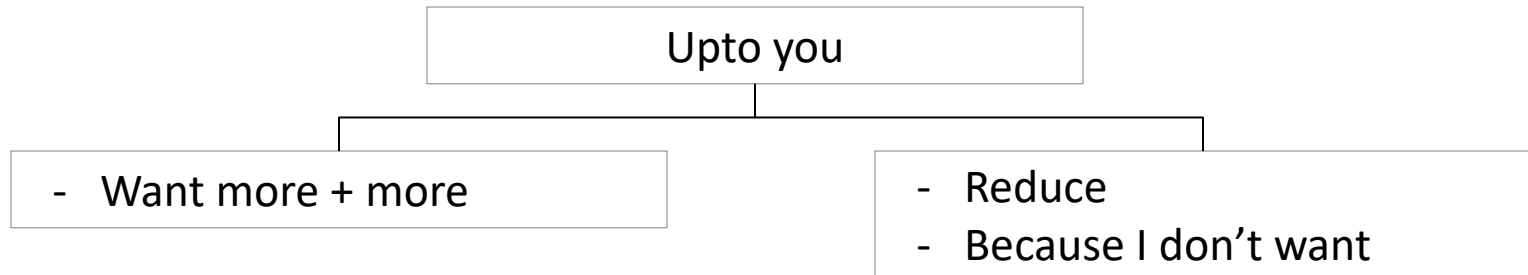 Upto you
- Want more + more
- Reduce
- Because I don’t want